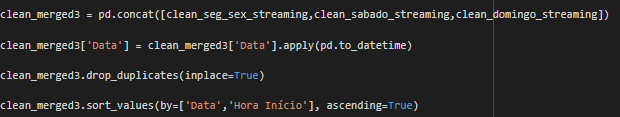 clean_merged3 = pd.concat([clean_seg_sex_streaming,clean_sabado_streaming,clean_domingo_streaming])
clean_merged3['Data'] = clean_merged3['Data'].apply(pd.to_datetime)
clean_merged3.drop_duplicates(inplace=True)
clean_merged3.sort_values(by=['Data','Hora Início'], ascending=True)